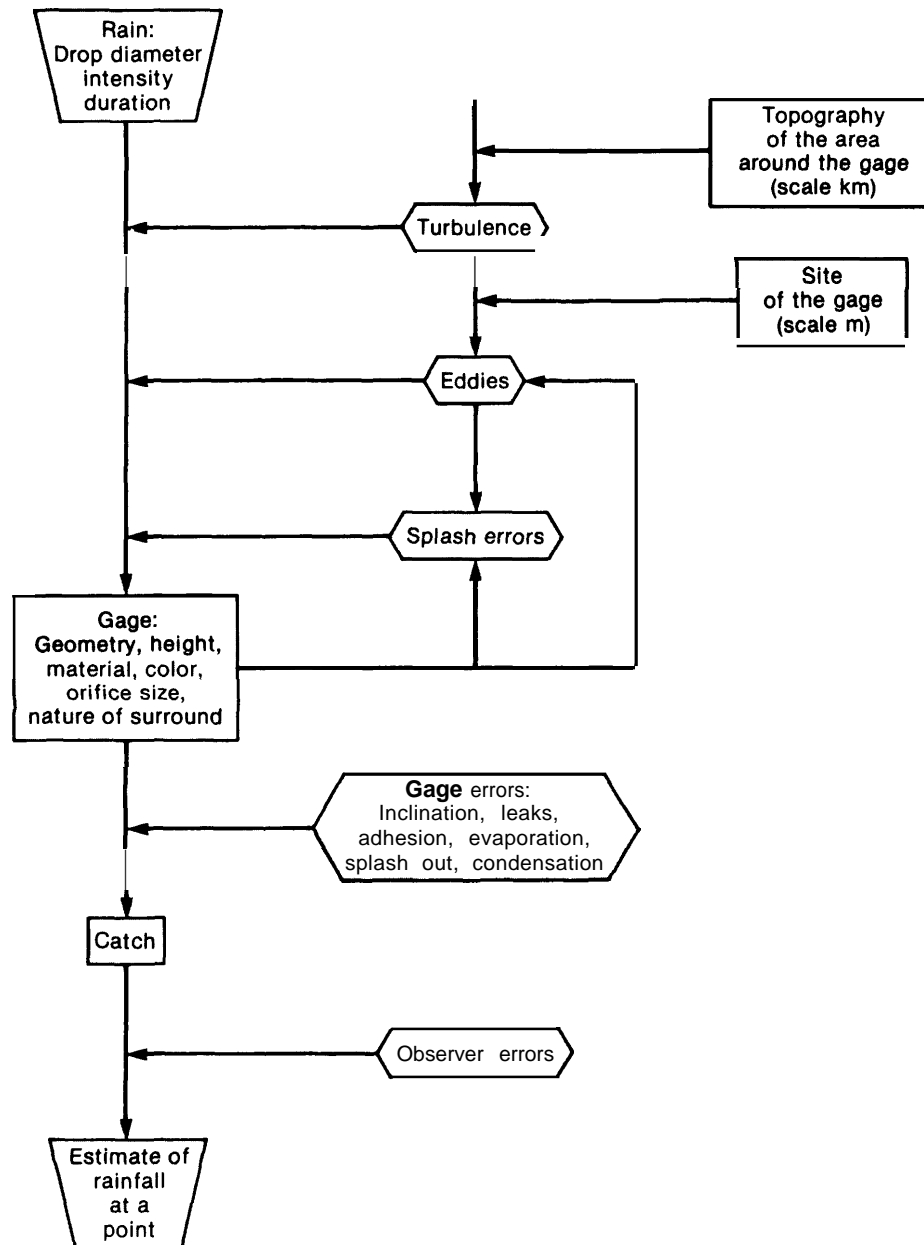 Rain:
Drop diameter
intensity
duration
Topography
of the area
around the gage
(scale km)
Turbulence
Site
of the gage
(scale m)
Eddies
Splash errors
Gage:
Geometry, height,
material, color,
orifice size,
nature of surround
Gage errors:
Inclination, leaks,
adhesion, evaporation,
splash out, condensation
Catch
Observer errors
Estimate of
rainfall
at a
point